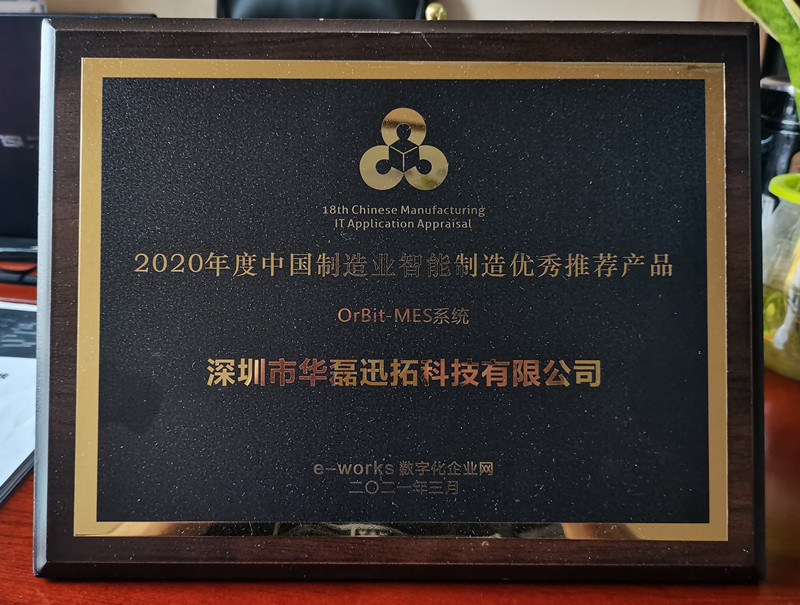 18th Chinese Manufacturing
IT Application Appraisal
2020年度中国制造业智能制造优秀推荐产品
OrBit-MES系统
深圳市华磊迅拓科技有限公司
e-works 数字化企业网
二〇二一年三月